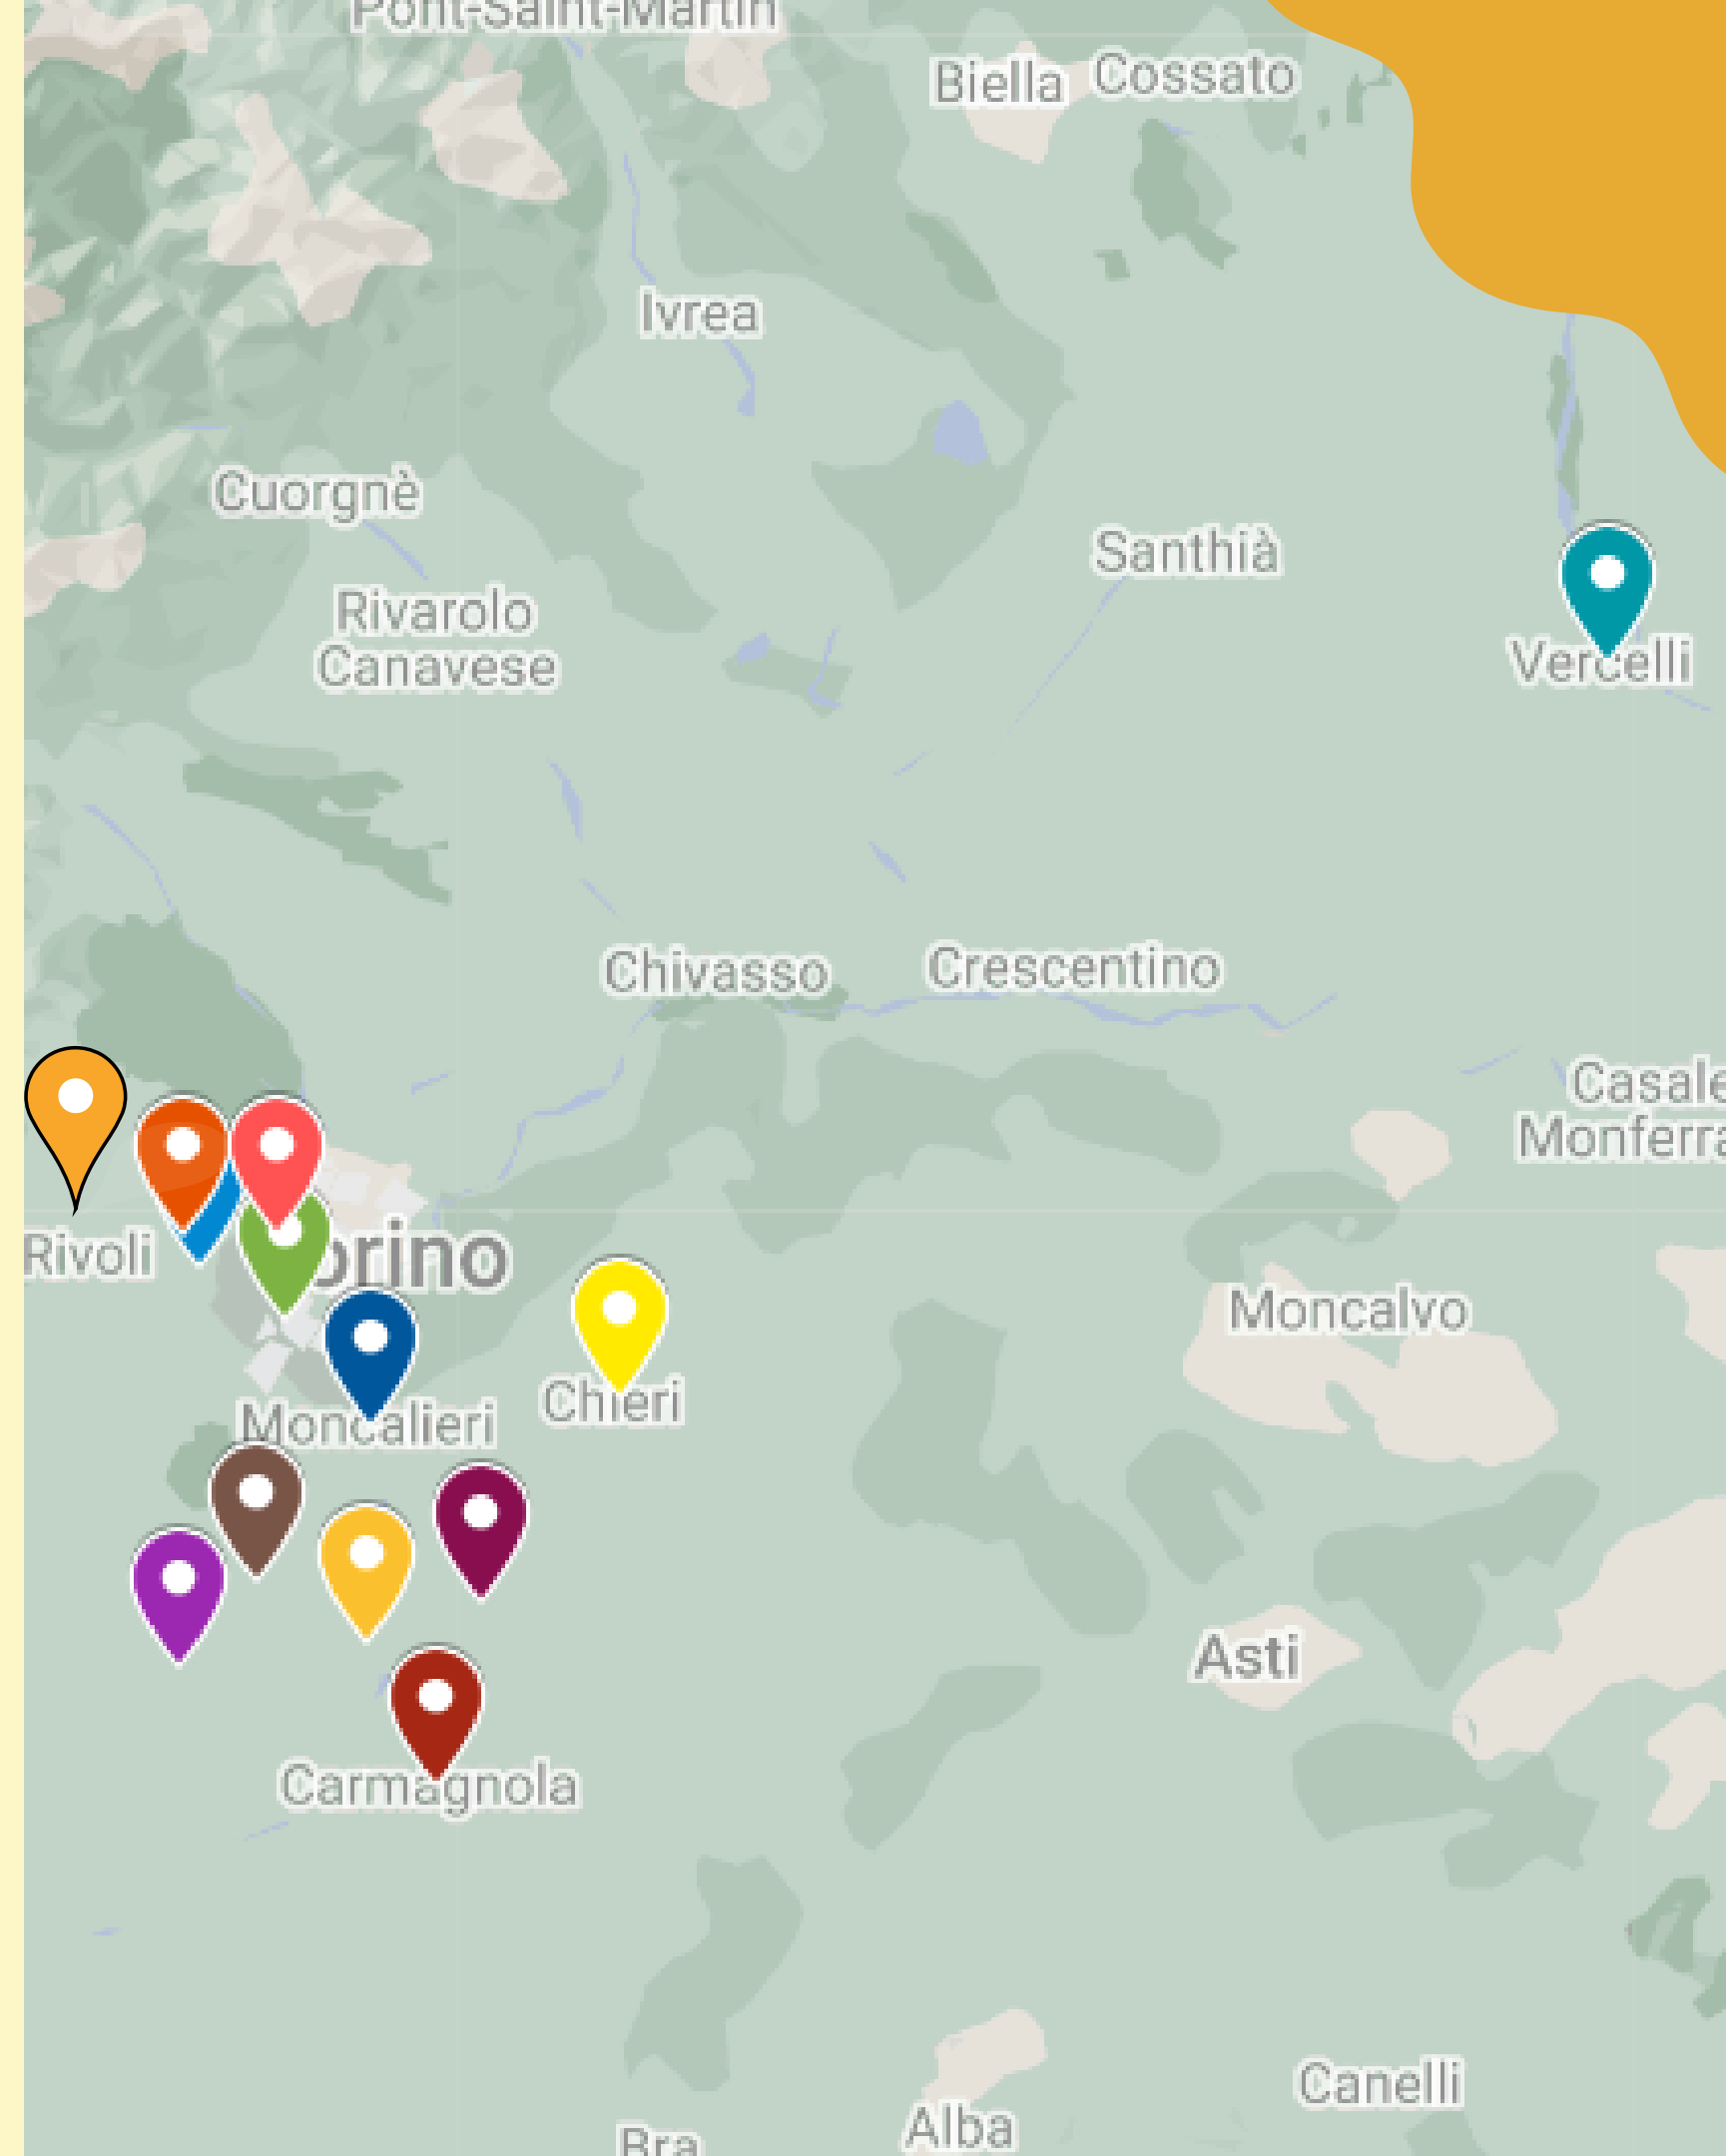 Pont-Saint-Martin
Biella
Cossato
Ivrea
Cuorgnè
Santhià
Rivarolo
Canavese
Vercelli
Chivasso
Crescentino
Casale
Monferra
Rivoli
orino
Moncalvo
Chieri
Moncalieri
Asti
Carmagnola
Canelli
Alba
Bra